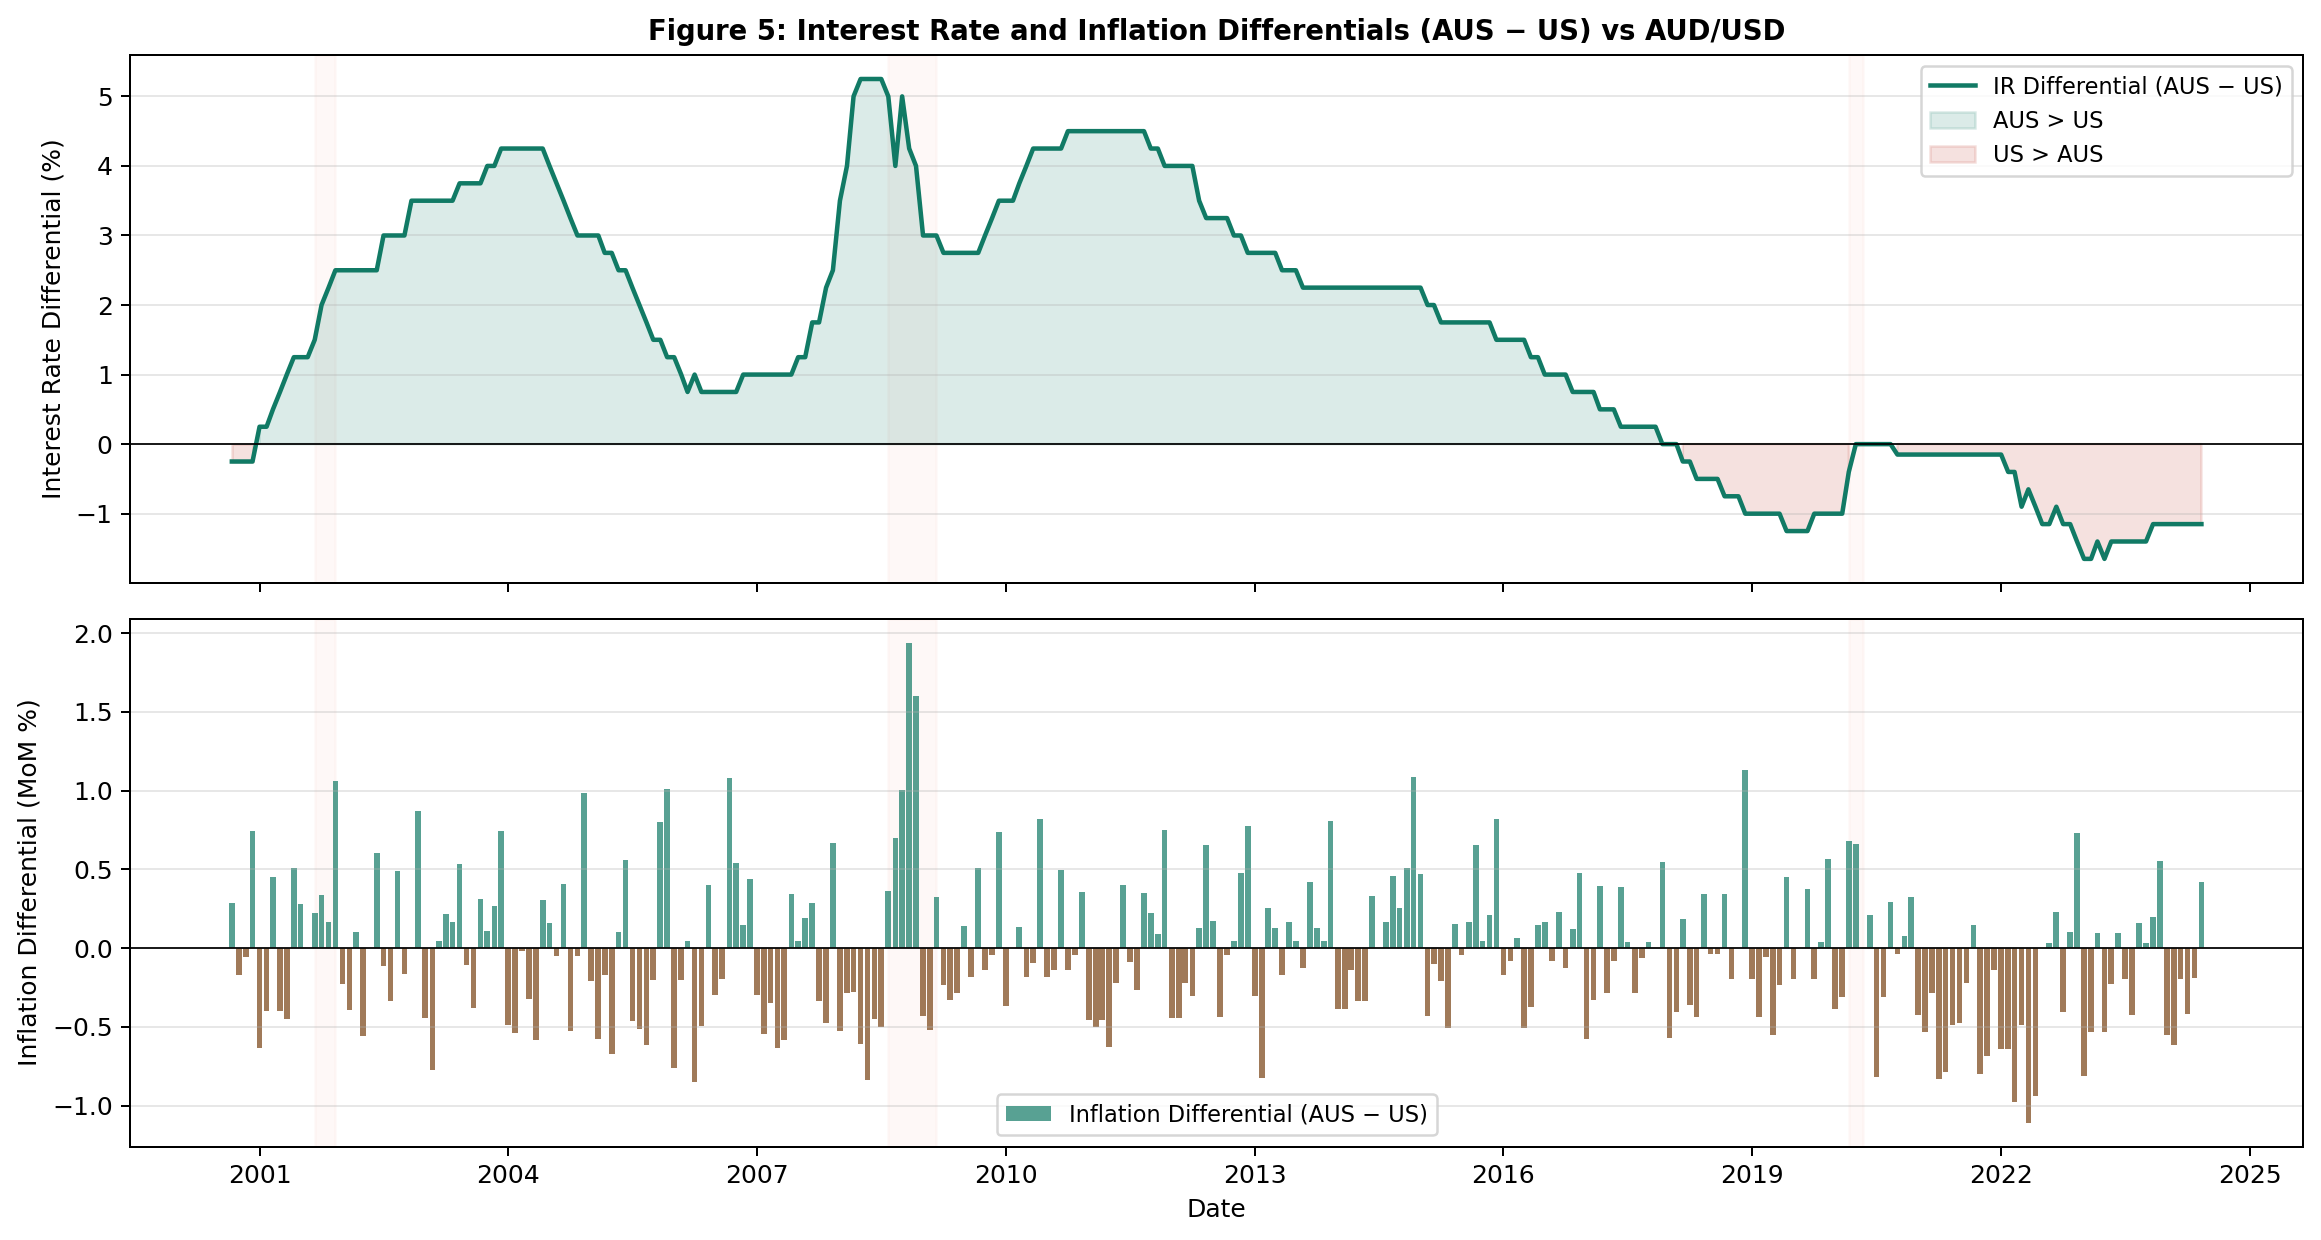 Figure 5: Interest Rate and Inflation Differentials (AUS − US) vs AUD/USD
Interest Rate Differential (%)
5
4
3
2
1
0
−1
IR Differential (AUS − US)
AUS > US
US > AUS
Inflation Differential (MoM %)
2.0
1.5
1.0
0.5
0.0
−0.5
−1.0
Inflation Differential (AUS − US)
2001 2004 2007 2010 2013 2016 2019 2022 2025
Date